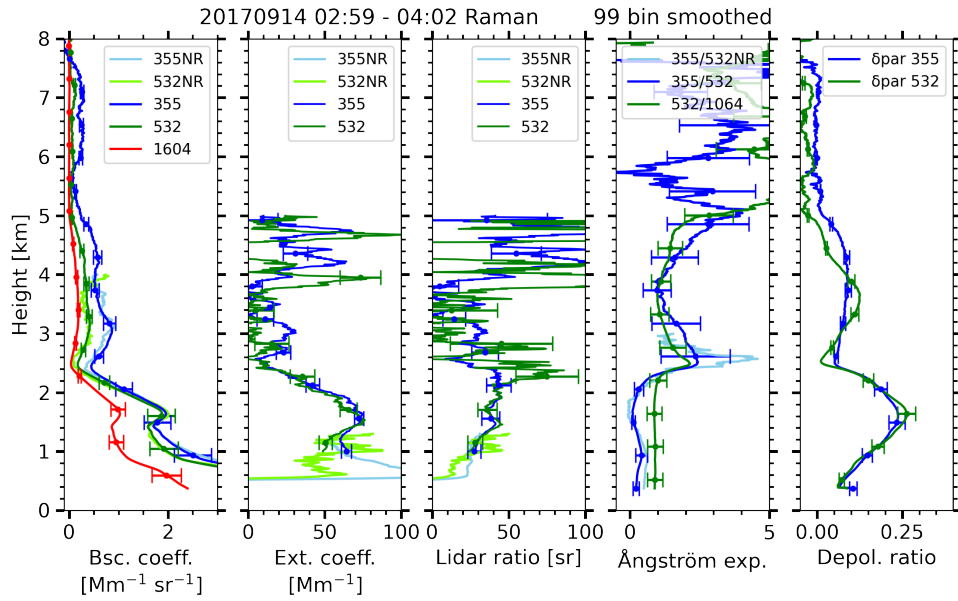 20170914 02:59 - 04:02 Raman 99 bin smoothed
Height [km]
8
7
6
5
4
3
2
1
0
355NR
532NR
355
532
1604
0 2
Bsc. coeff.
[Mm⁻¹ sr⁻¹]
355NR
532NR
355
532
0 50 100
Ext. coeff.
[Mm⁻¹]
355NR
532NR
355
532
0 50 100
Lidar ratio [sr]
355/532NR
355/532
532/1064
0 5
Ångström exp.
δpar 355
δpar 532
0.00 0.25
Depol. ratio